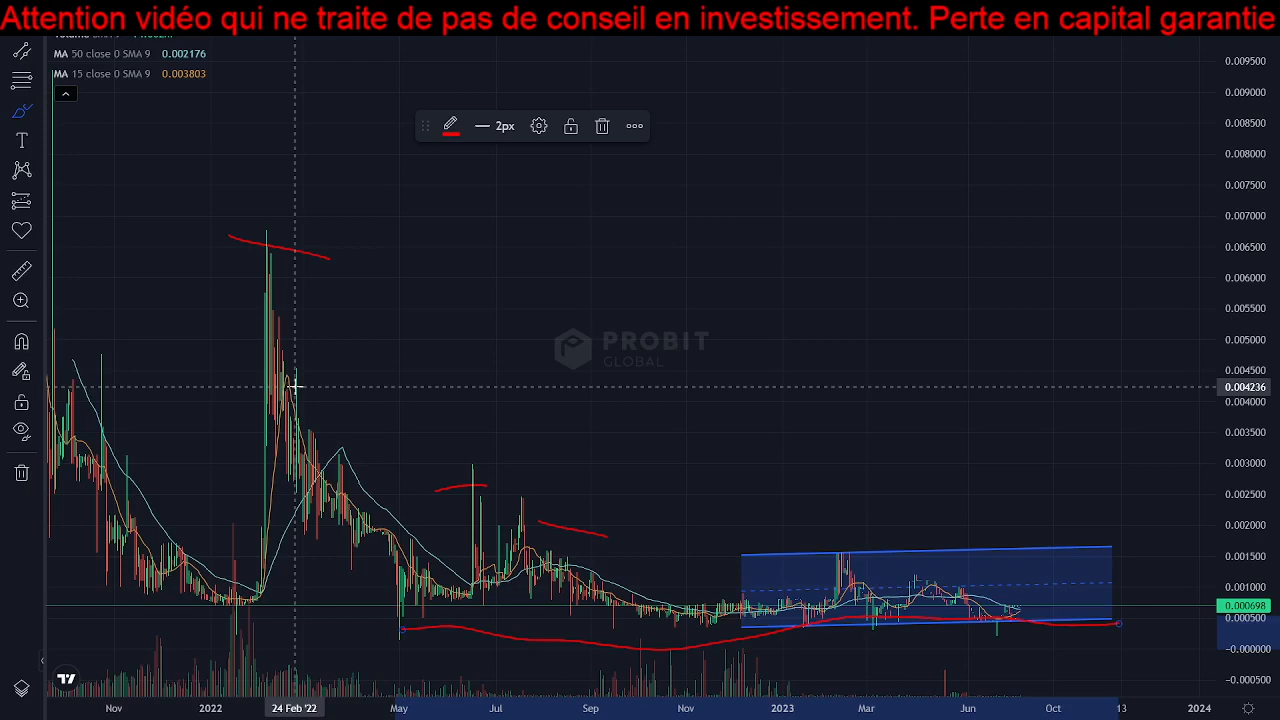 Attention vidéo qui ne traite de pas de conseil en investissement. Perte en capital garantie
MA 50 close 0 SMA 9 0.002176
MA 15 close 0 SMA 9 0.003803
2px
PROBIT
GLOBAL
0.009500
0.009000
0.008500
0.008000
0.007500
0.007000
0.006500
0.006000
0.005500
0.005000
0.004500
0.004236
0.004000
0.003500
0.003000
0.002500
0.002000
0.001500
0.001000
0.000698
0.000500
-0.000000
-0.000500
Nov
2022
24 Feb '22
May
Jul
Sep
Nov
2023
Mar
Jun
Oct
13
2024